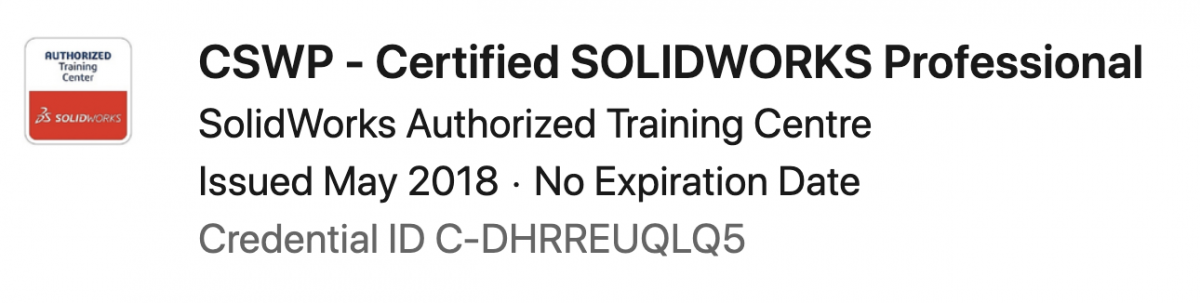 AUTHORIZED
Training
Center
SOLIDWORKS
CSWP - Certified SOLIDWORKS Professional
SolidWorks Authorized Training Centre
Issued May 2018 · No Expiration Date
Credential ID C-DHRREUQLQ5